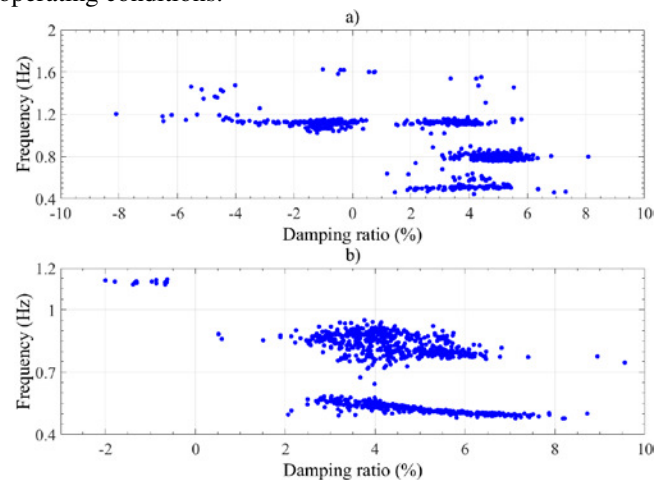 operating conditions.
a)
2
1.6
1.2
0.8
0.4
Frequency (Hz)
-10 -8 -6 -4 -2 0 2 4 6 8 10
Damping ratio (%)
b)
1.2
1
0.7
0.4
Frequency (Hz)
-2 0 2 4 6 8 10
Damping ratio (%)